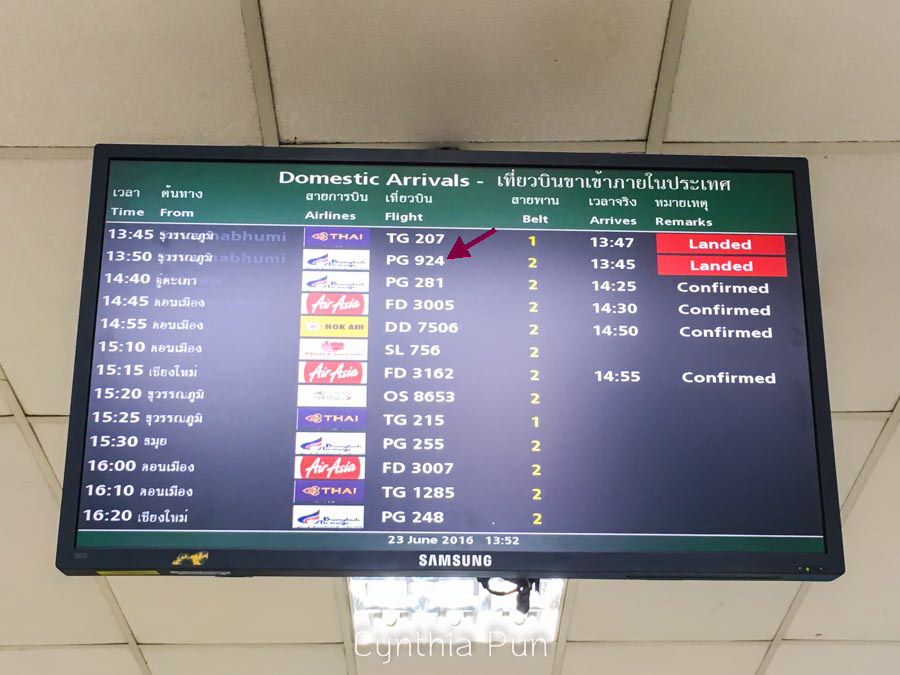 Domestic Arrivals - เที่ยวบินขาเข้าภายในประเทศ
เวลา ต้นทาง สายการบิน เที่ยวบิน สายพาน เวลาจริง หมายเหตุ
Time From Airlines Flight Belt Arrives Remarks
13:45 สุวรรณภูมิ THAI TG 207 1 13:47 Landed
13:50 สุวรรณภูมิ PG 924 2 13:45 Landed
14:40 อู่ตะเภา PG 281 2 14:25 Confirmed
14:45 ดอนเมือง AirAsia FD 3005 2 14:30 Confirmed
14:55 ดอนเมือง NOK AIR DD 7506 2 14:50 Confirmed
15:10 ดอนเมือง SL 756 2
15:15 เชียงใหม่ AirAsia FD 3162 2 14:55 Confirmed
15:20 สุวรรณภูมิ OS 8653 2
15:25 สุวรรณภูมิ THAI TG 215 1
15:30 สมุย PG 255 2
16:00 ดอนเมือง AirAsia FD 3007 2
16:10 ดอนเมือง THAI TG 1285 2
16:20 เชียงใหม่ PG 248 2
23 June 2016 13:52
SAMSUNG
Cynthia Pun